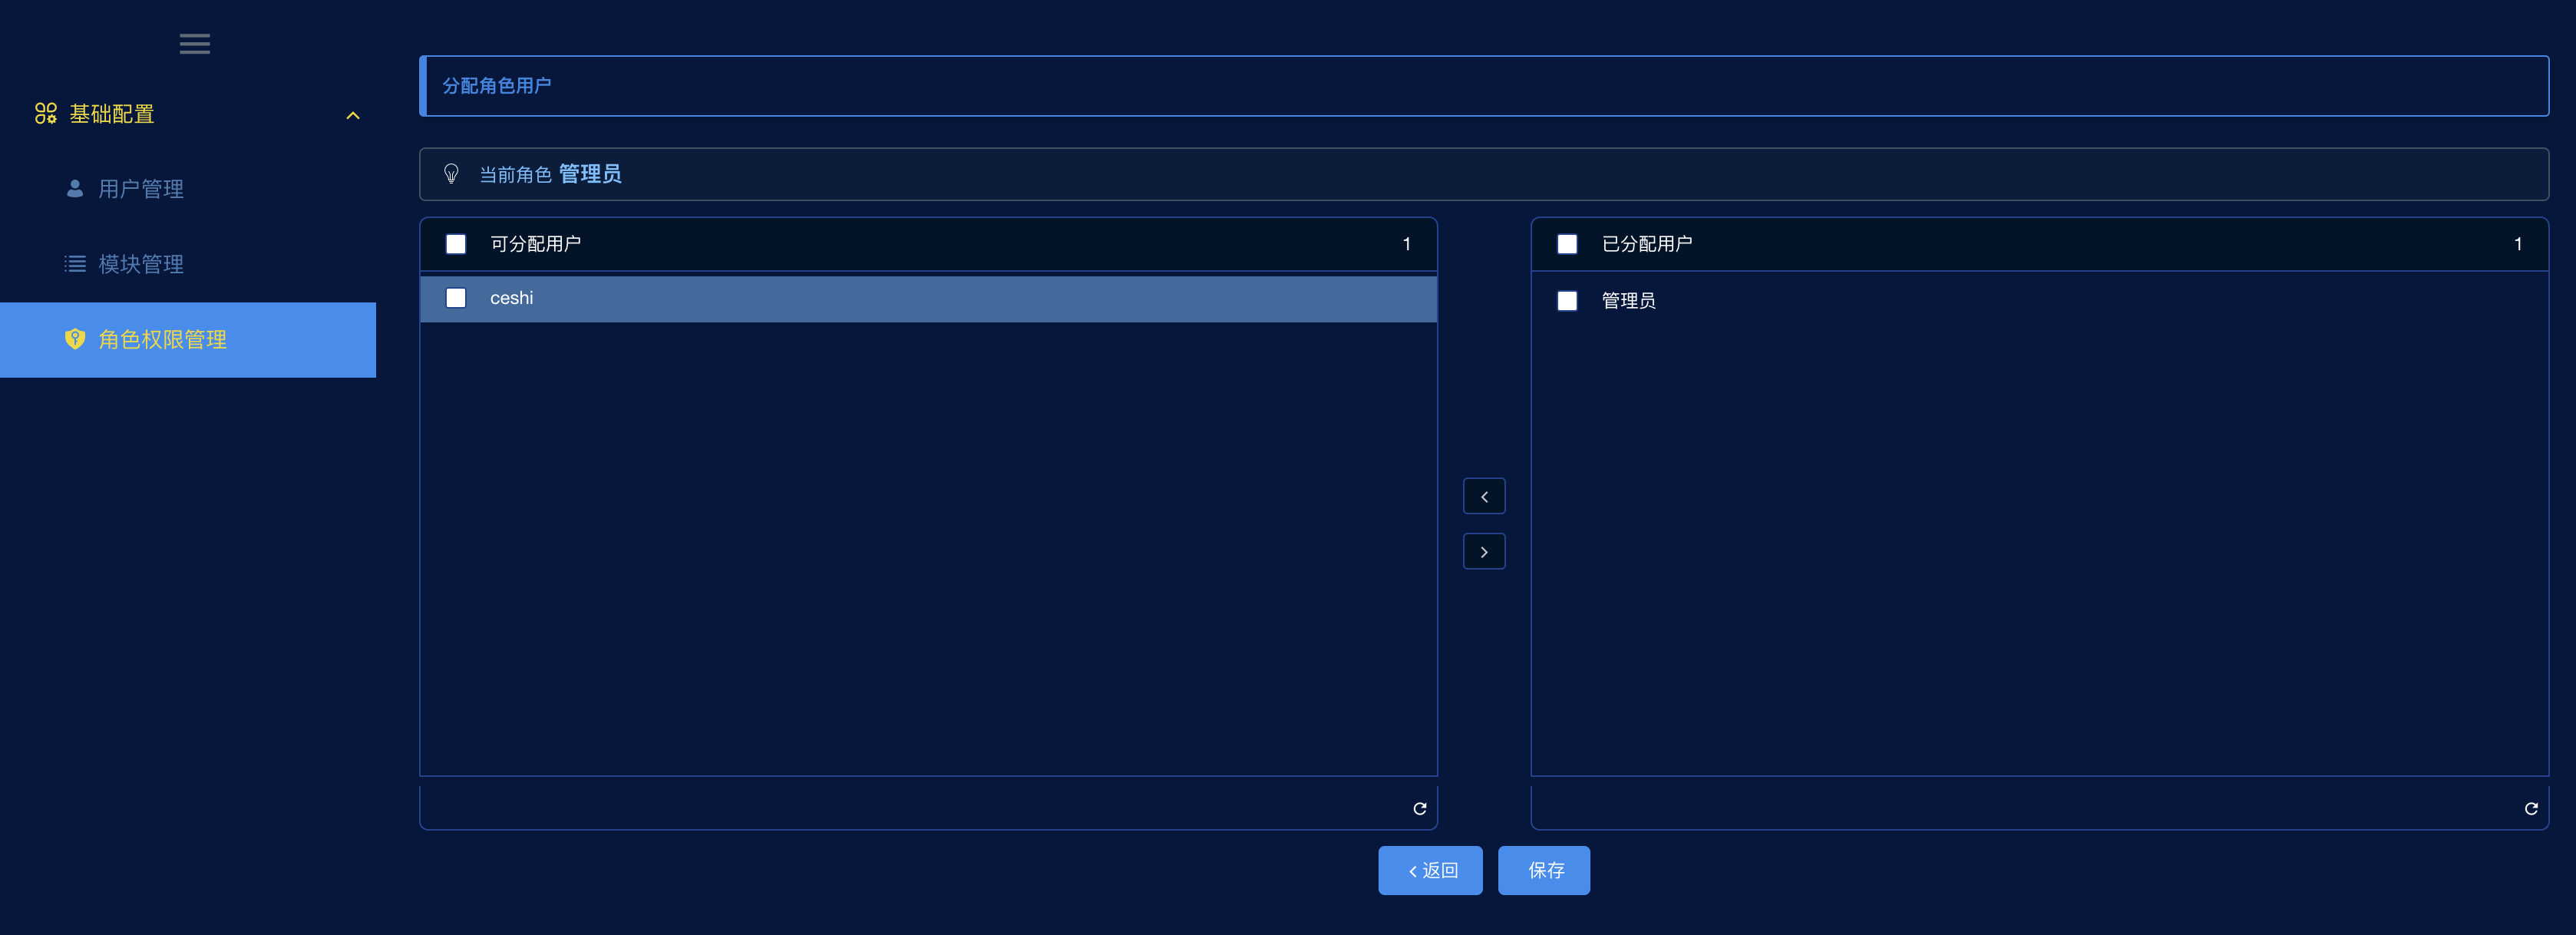 基础配置
用户管理
模块管理
角色权限管理
分配角色用户
当前角色 管理员
可分配用户 1
ceshi
已分配用户 1
管理员
返回
保存